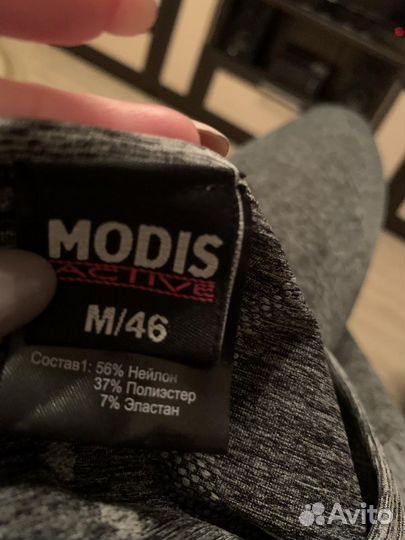 MODIS
ACTIVE
M/46
Состав1: 56% Нейлон
37% Полиэстер
7% Эластан
Avito